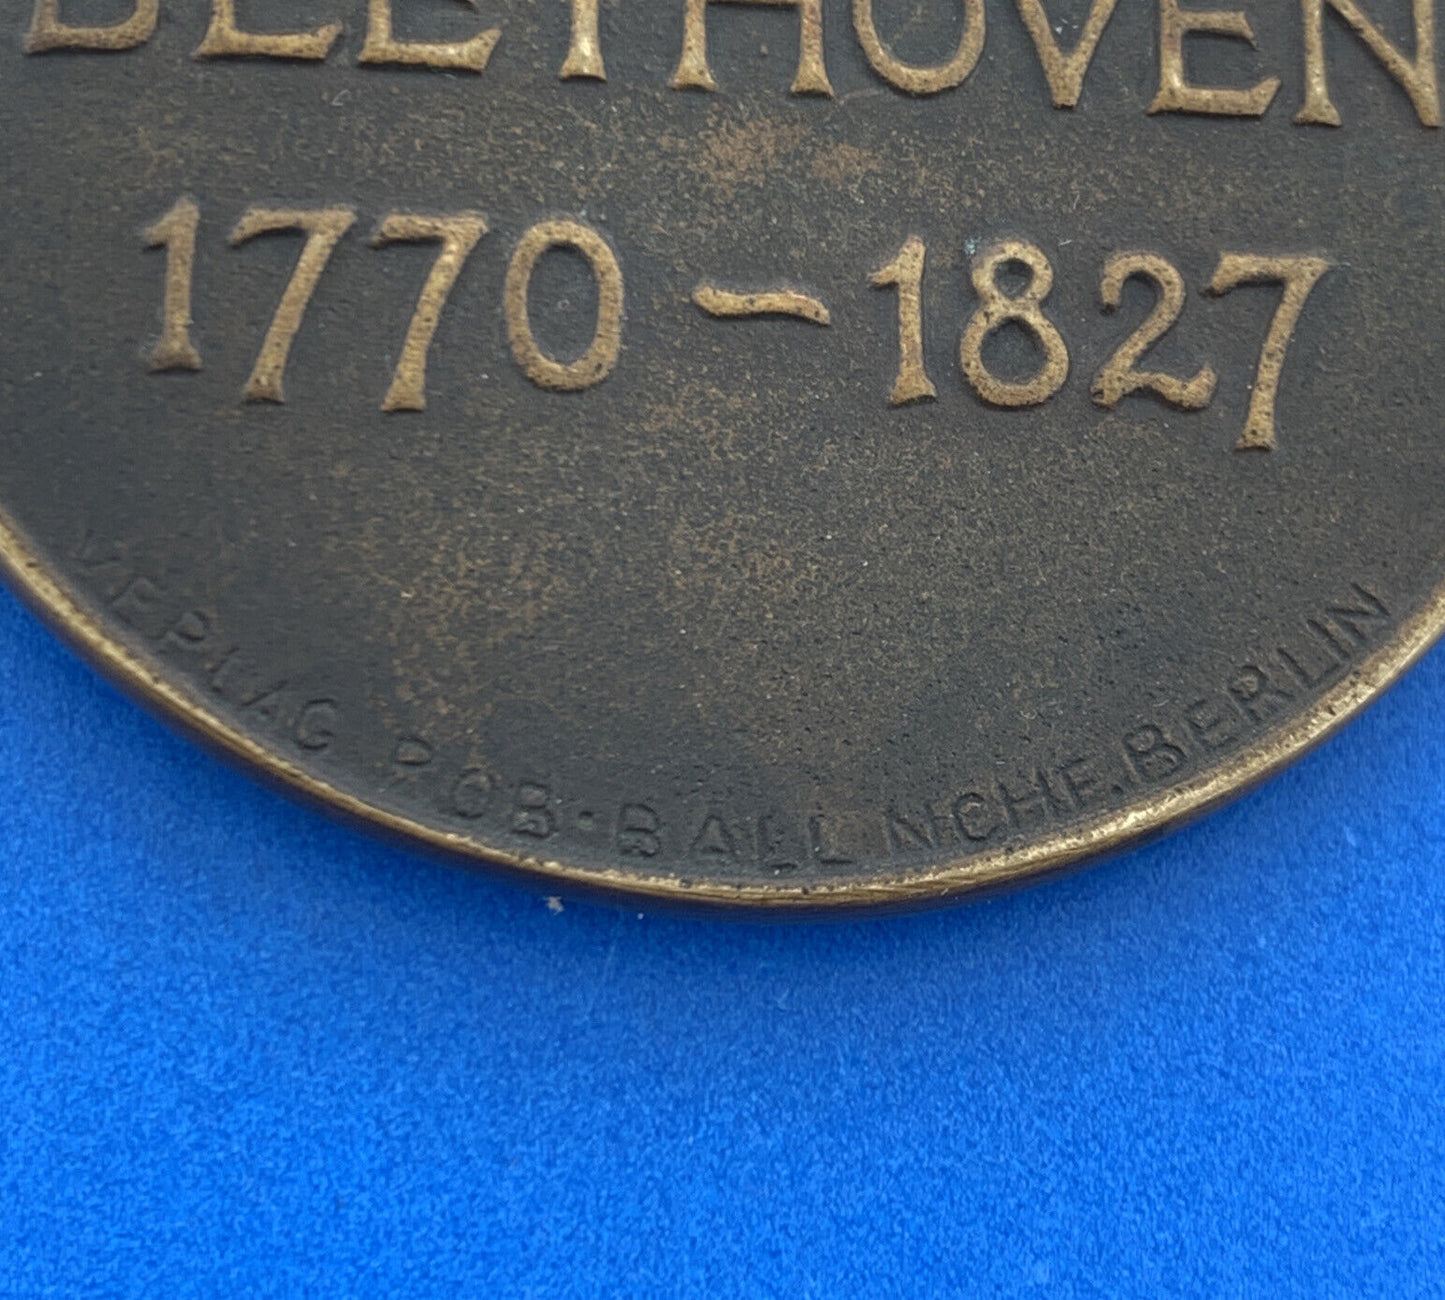 BEETHOVEN
1770-1827
VERLAG ROB·BALL NCHF.BERLIN